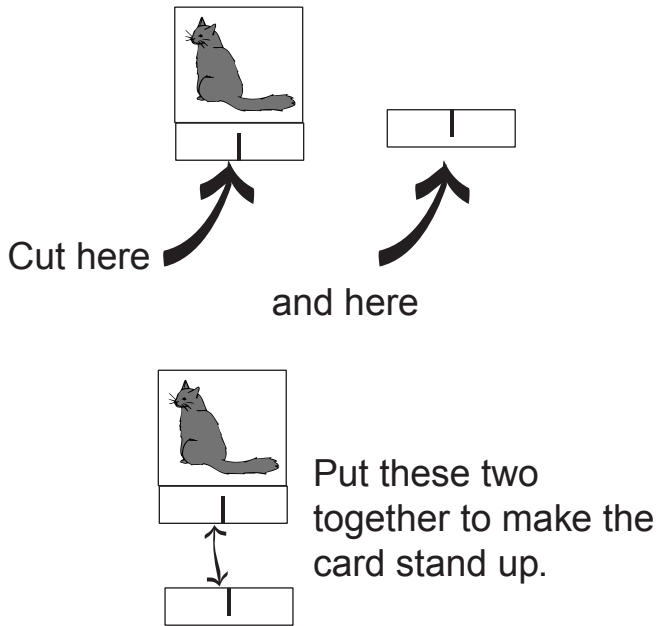 Cut here
and here
Put these two
together to make the
card stand up.